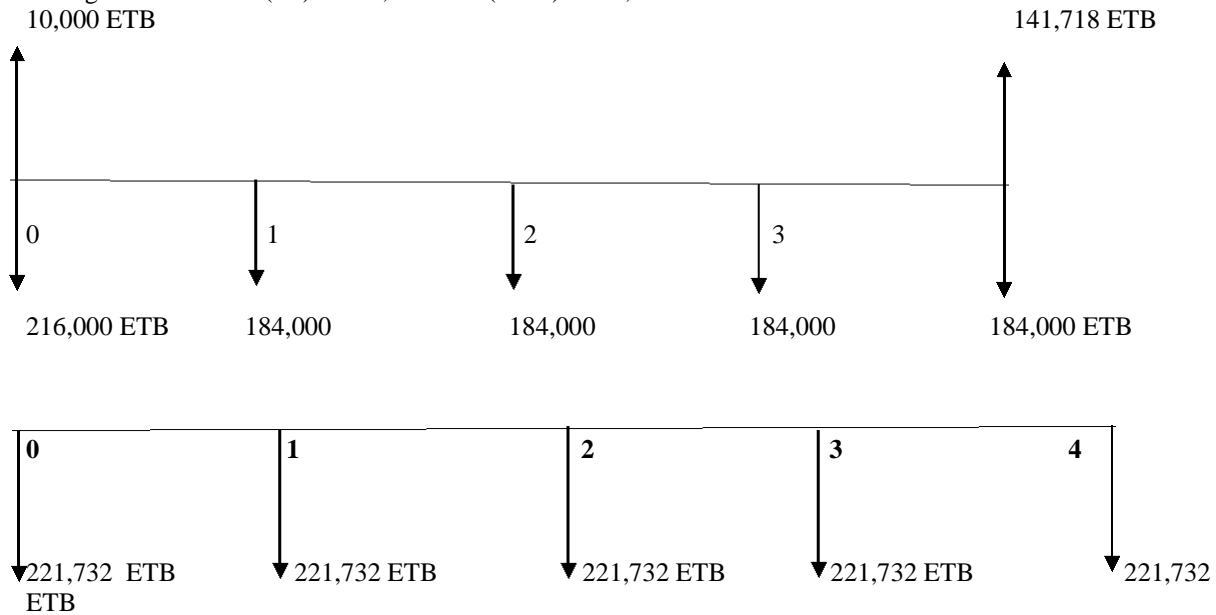 10,000 ETB 141,718 ETB
0 1 2 3
216,000 ETB 184,000 184,000 184,000 184,000 ETB
0 1 2 3 4
221,732 ETB 221,732 ETB 221,732 ETB 221,732 ETB 221,732
ETB